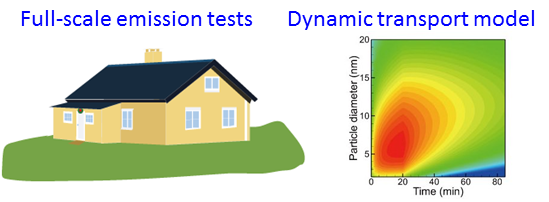 Full-scale emission tests
Dynamic transport model
Particle diameter (nm)
20
15
10
5
0 20 40 60 80
Time (min)